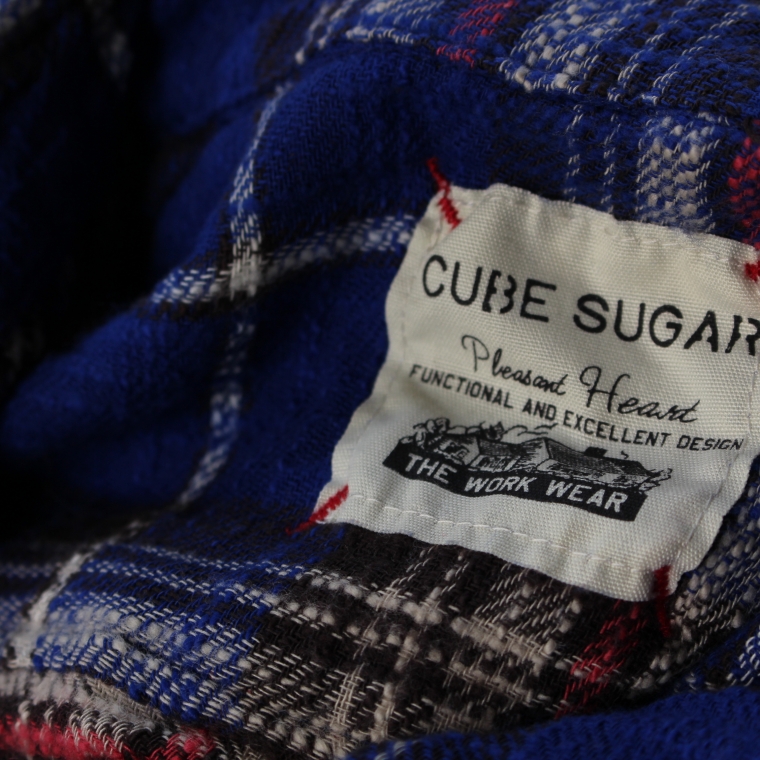 CUBE SUGAR
Pleasant Heart
FUNCTIONAL AND EXCELLENT DESIGN
THE WORK WEAR